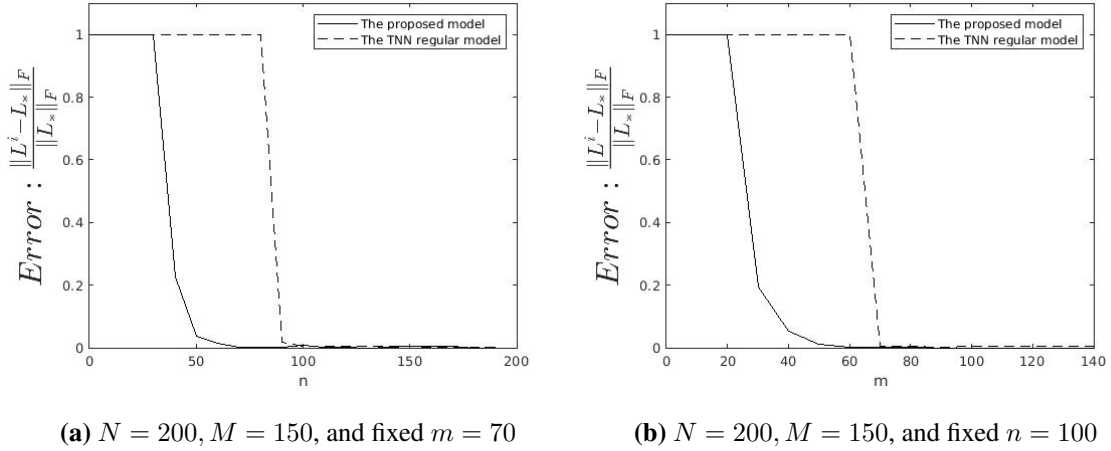 The proposed model
The TNN regular model
1
0.8
0.6
0.4
0.2
0
0 50 100 150 200
n
Error : ‖L^i−L_*‖_F / ‖L_*‖_F
(a) N = 200, M = 150, and fixed m = 70
The proposed model
The TNN regular model
1
0.8
0.6
0.4
0.2
0
0 20 40 60 80 100 120 140
m
Error : ‖L^i−L_*‖_F / ‖L_*‖_F
(b) N = 200, M = 150, and fixed n = 100